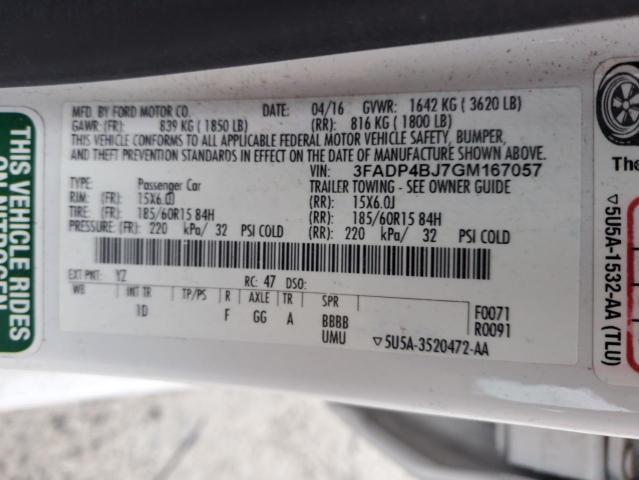 MFD. BY FORD MOTOR CO.
DATE: 04/16 GVWR: 1642 KG ( 3620 LB)
GAWR: (FR): 839 KG ( 1850 LB) (RR): 816 KG ( 1800 LB)
THIS VEHICLE CONFORMS TO ALL APPLICABLE FEDERAL MOTOR VEHICLE SAFETY, BUMPER,
AND THEFT PREVENTION STANDARDS IN EFFECT ON THE DATE OF MANUFACTURE SHOWN ABOVE.
VIN: 3FADP4BJ7GM167057
TYPE: Passenger Car TRAILER TOWING - SEE OWNER GUIDE
RIM: (FR): 15X6.0J (RR): 15X6.0J
TIRE: (FR): 185/60R15 84H (RR): 185/60R15 84H
PRESSURE: (FR): 220 kPa/ 32 PSI COLD (RR): 220 kPa/ 32 PSI COLD
EXT PNT: YZ RC: 47 DSO:
WB INT TR TP/PS R AXLE TR SPR
1D F GG A BBBB
UMU
F0071
R0091
▽5U5A-3520472-AA
THIS VEHICLE RIDES
ON NITROGEN
▽5U5A-1532-AA (TLU)